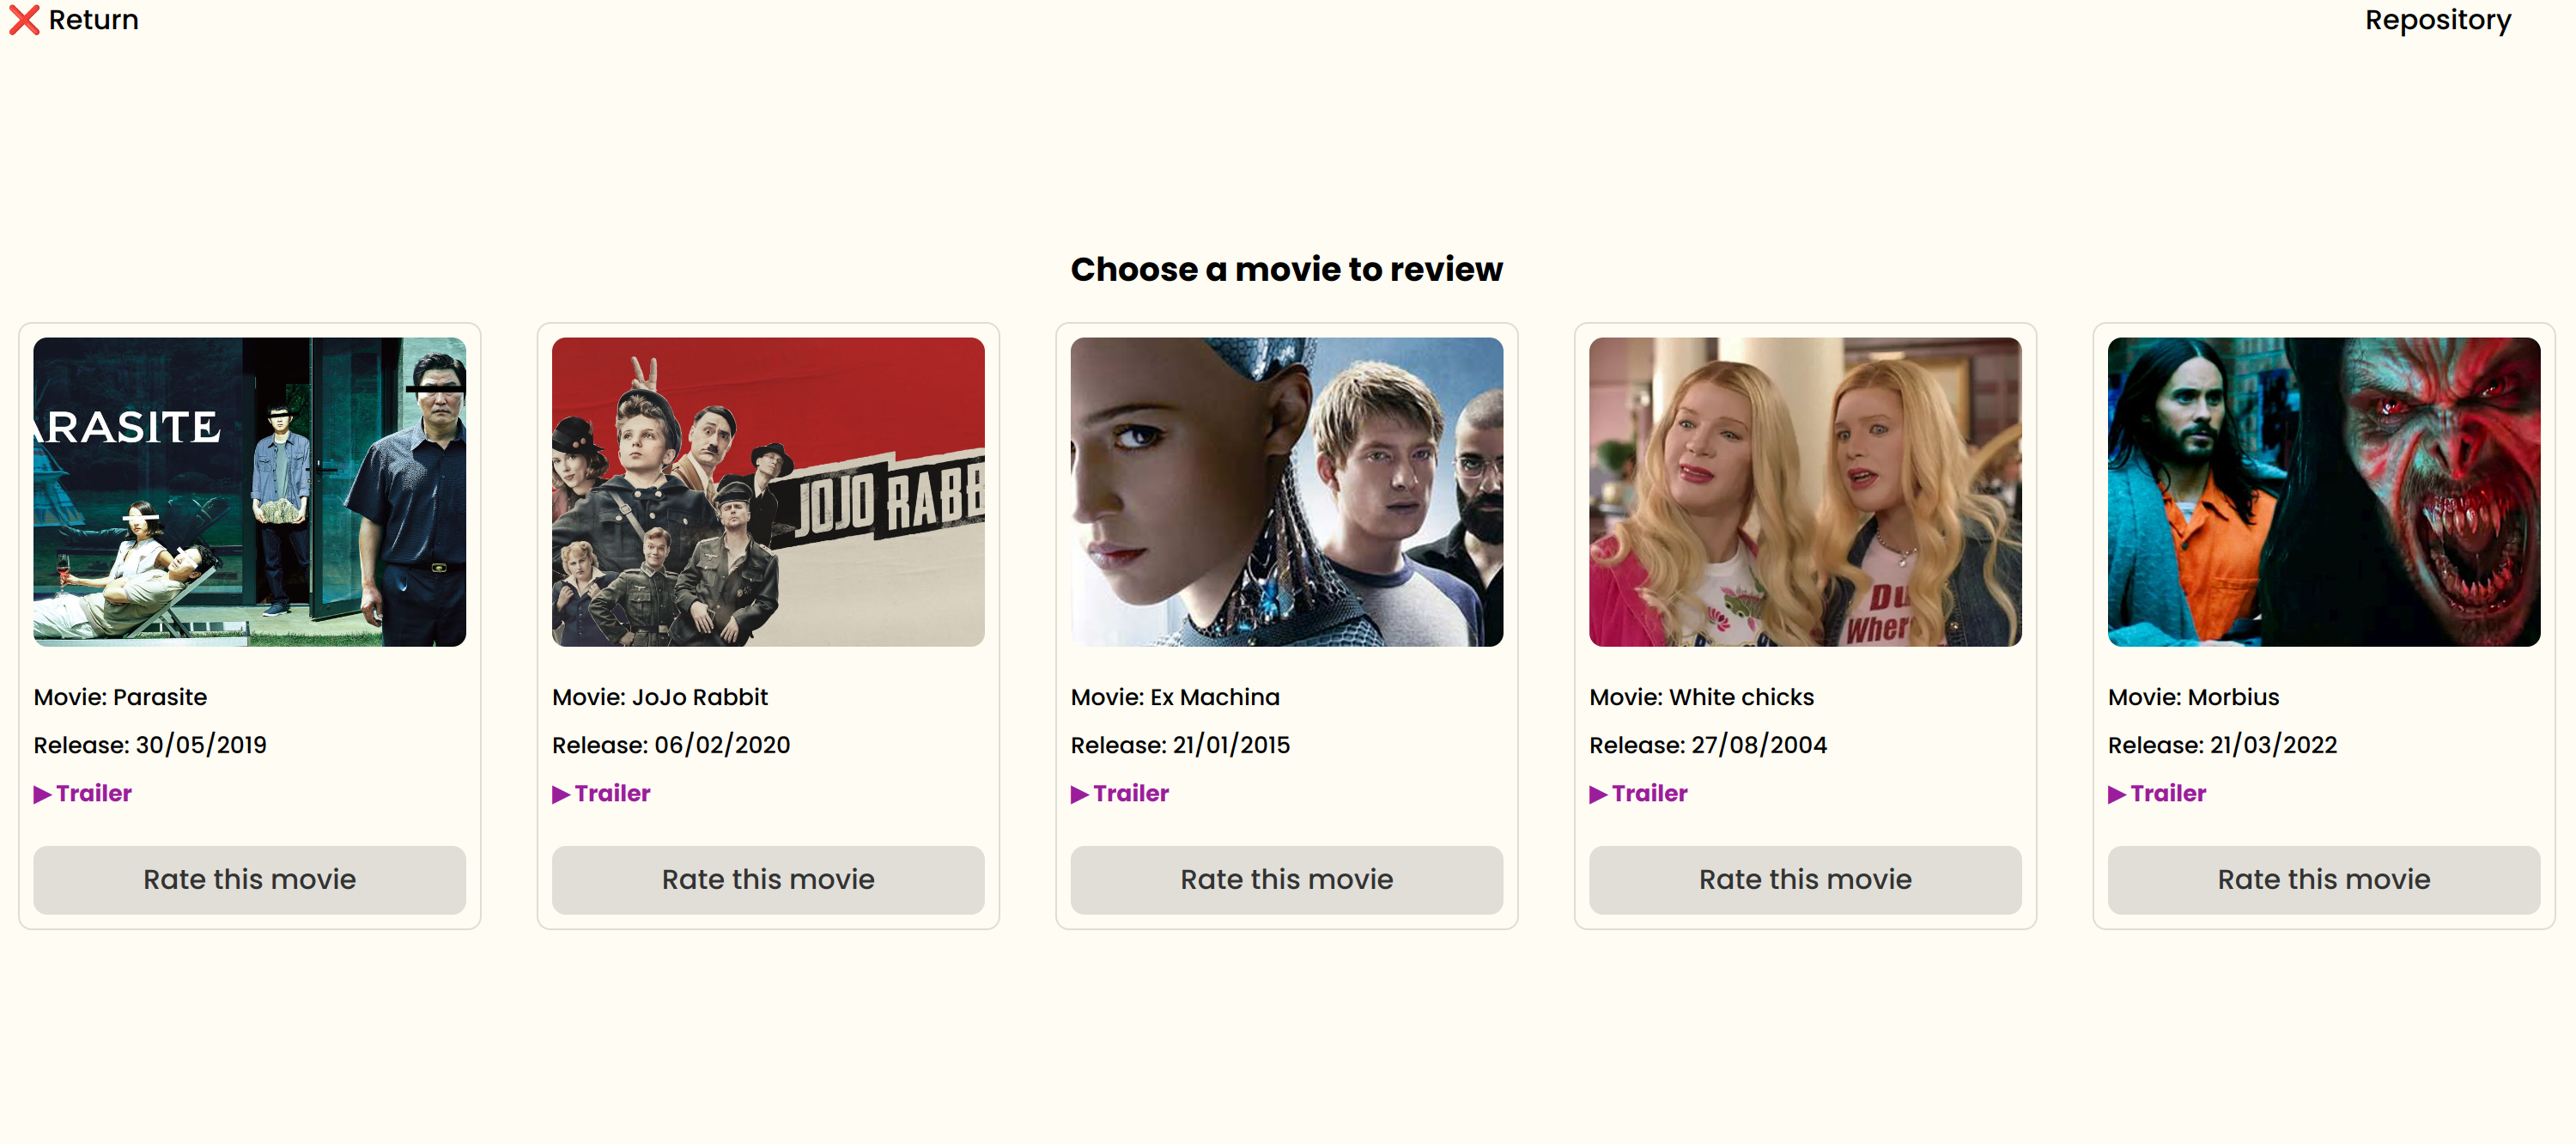 ❌ Return
Repository
Choose a movie to review
ARASITE
Movie: Parasite
Release: 30/05/2019
▶ Trailer
Rate this movie
JOJO RABB
Movie: JoJo Rabbit
Release: 06/02/2020
▶ Trailer
Rate this movie
Movie: Ex Machina
Release: 21/01/2015
▶ Trailer
Rate this movie
Du
Wher
Movie: White chicks
Release: 27/08/2004
▶ Trailer
Rate this movie
Movie: Morbius
Release: 21/03/2022
▶ Trailer
Rate this movie